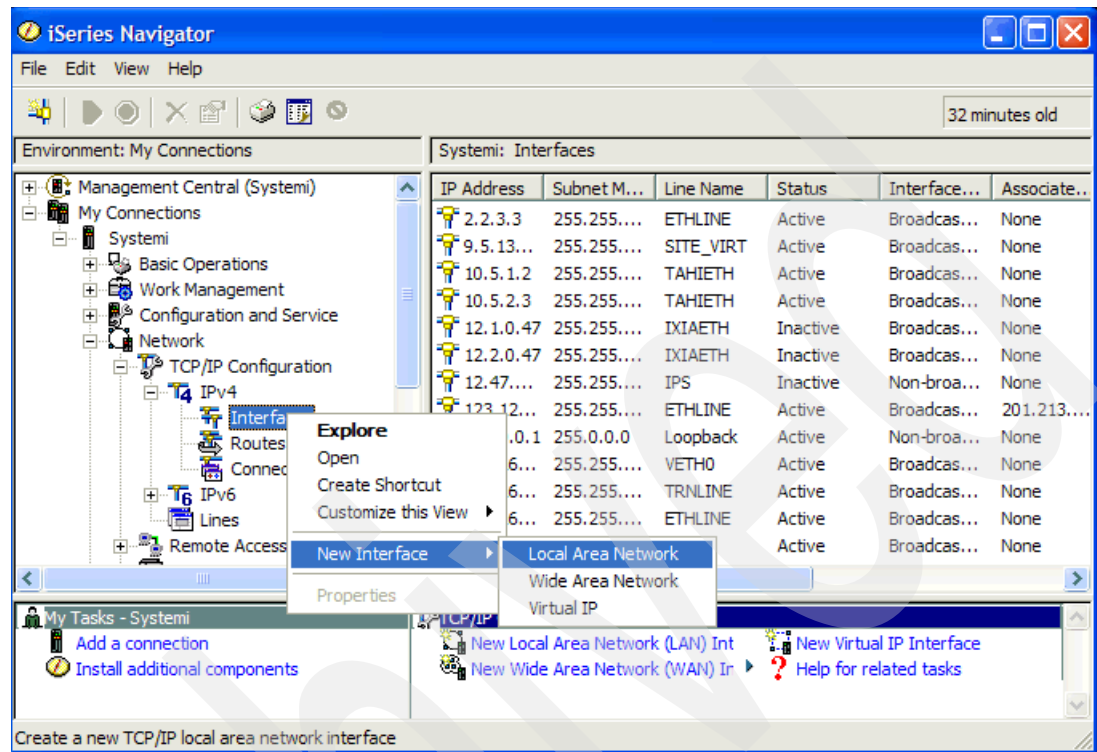 iSeries Navigator
File Edit View Help
32 minutes old
Environment: My Connections
Systemi: Interfaces
Management Central (Systemi)
My Connections
Systemi
Basic Operations
Work Management
Configuration and Service
Network
TCP/IP Configuration
IPv4
Interfa
Routes
Connec
IPv6
Lines
Remote Access
IP Address Subnet M... Line Name Status Interface... Associate...
2.2.3.3 255.255.... ETHLINE Active Broadcas... None
9.5.13... 255.255.... SITE_VIRT Active Broadcas... None
10.5.1.2 255.255.... TAHIETH Active Broadcas... None
10.5.2.3 255.255.... TAHIETH Active Broadcas... None
12.1.0.47 255.255.... IXIAETH Inactive Broadcas... None
12.2.0.47 255.255.... IXIAETH Inactive Broadcas... None
12.47.... 255.255.... IPS Inactive Non-broa... None
123.12... 255.255.... ETHLINE Active Broadcas... 201.213....
.0.1 255.0.0.0 Loopback Active Non-broa... None
6... 255.255.... VETH0 Active Broadcas... None
6... 255.255.... TRNLINE Active Broadcas... None
6... 255.255.... ETHLINE Active Broadcas... None
Active Broadcas... None
Explore
Open
Create Shortcut
Customize this View
New Interface
Properties
Local Area Network
Wide Area Network
Virtual IP
My Tasks - Systemi
Add a connection
Install additional components
TCP/IP
New Local Area Network (LAN) Int
New Wide Area Network (WAN) Ir
New Virtual IP Interface
Help for related tasks
Create a new TCP/IP local area network interface